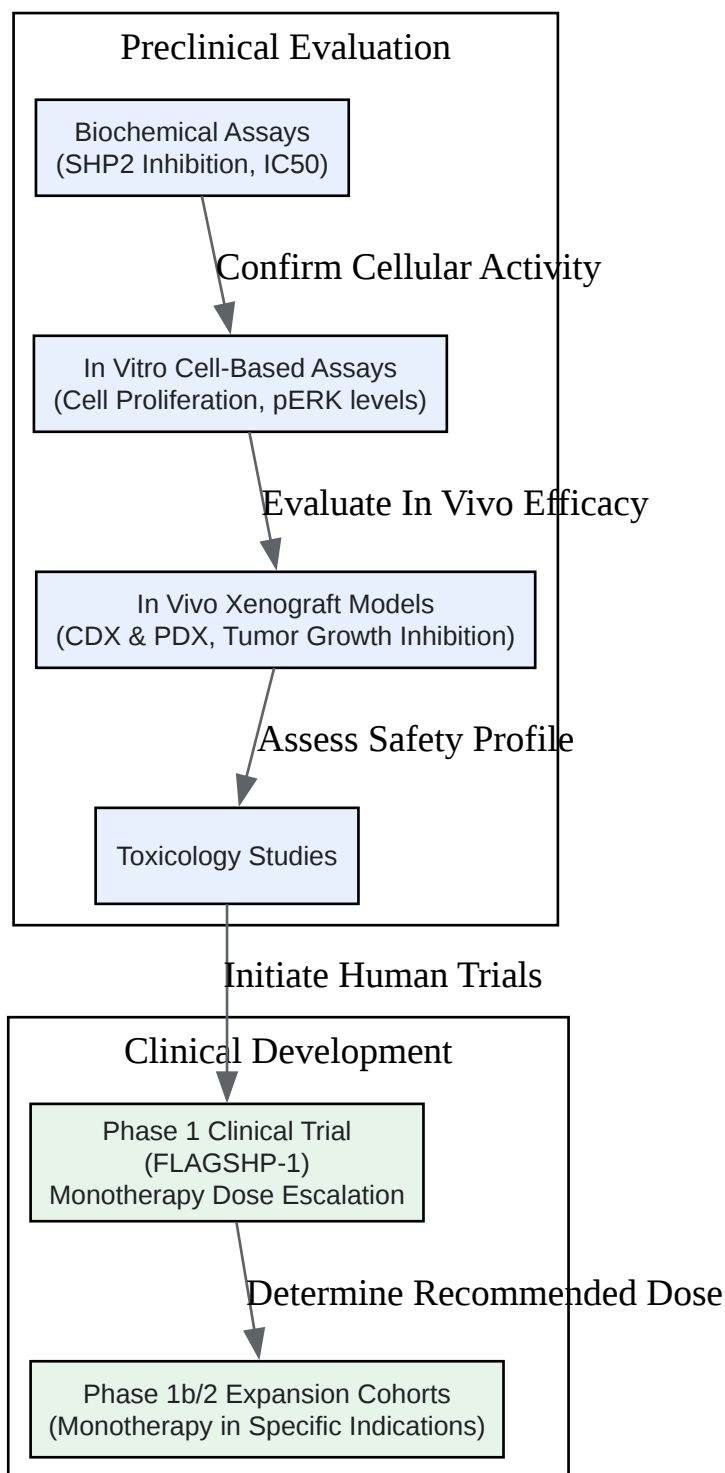 Preclinical Evaluation
Biochemical Assays
(SHP2 Inhibition, IC50)
Confirm Cellular Activity
In Vitro Cell-Based Assays
(Cell Proliferation, pERK levels)
Evaluate In Vivo Efficacy
In Vivo Xenograft Models
(CDX & PDX, Tumor Growth Inhibition)
Assess Safety Profile
Toxicology Studies
Initiate Human Trials
Clinical Development
Phase 1 Clinical Trial
(FLAGSHP-1)
Monotherapy Dose Escalation
Determine Recommended Dose
Phase 1b/2 Expansion Cohorts
(Monotherapy in Specific Indications)